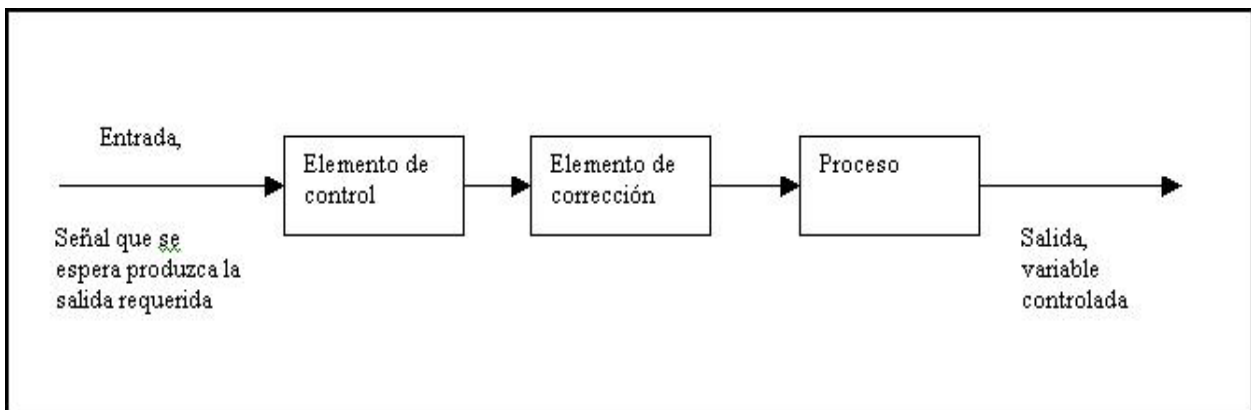 Entrada,
Señal que se
espera produzca la
salida requerida
Elemento de
control
Elemento de
corrección
Proceso
Salida,
variable
controlada